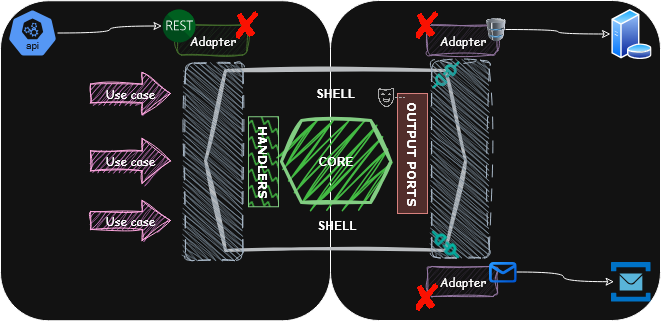 REST
api
Adapter
Adapter
Use case
SHELL
HANDLERS
CORE
OUTPUT PORTS
Use case
Use case
SHELL
Adapter